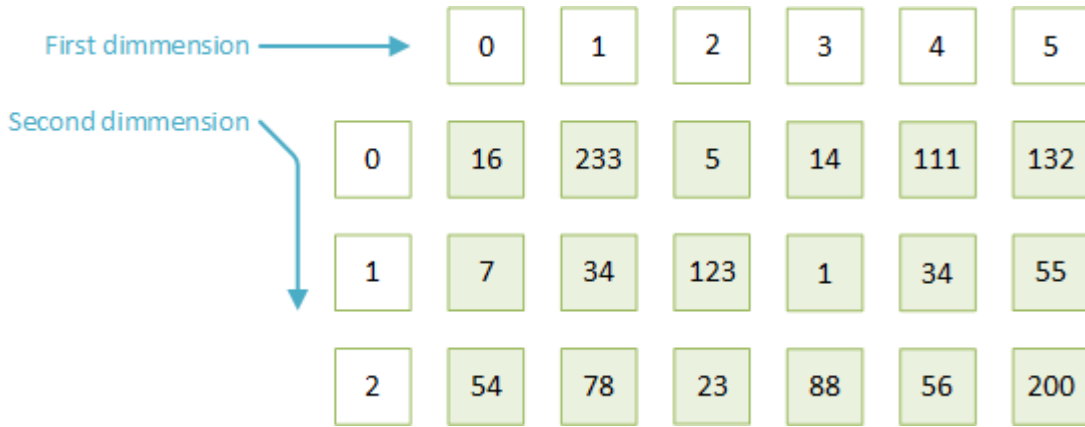 First dimmension 0 1 2 3 4 5
Second dimmension
0 16 233 5 14 111 132
1 7 34 123 1 34 55
2 54 78 23 88 56 200